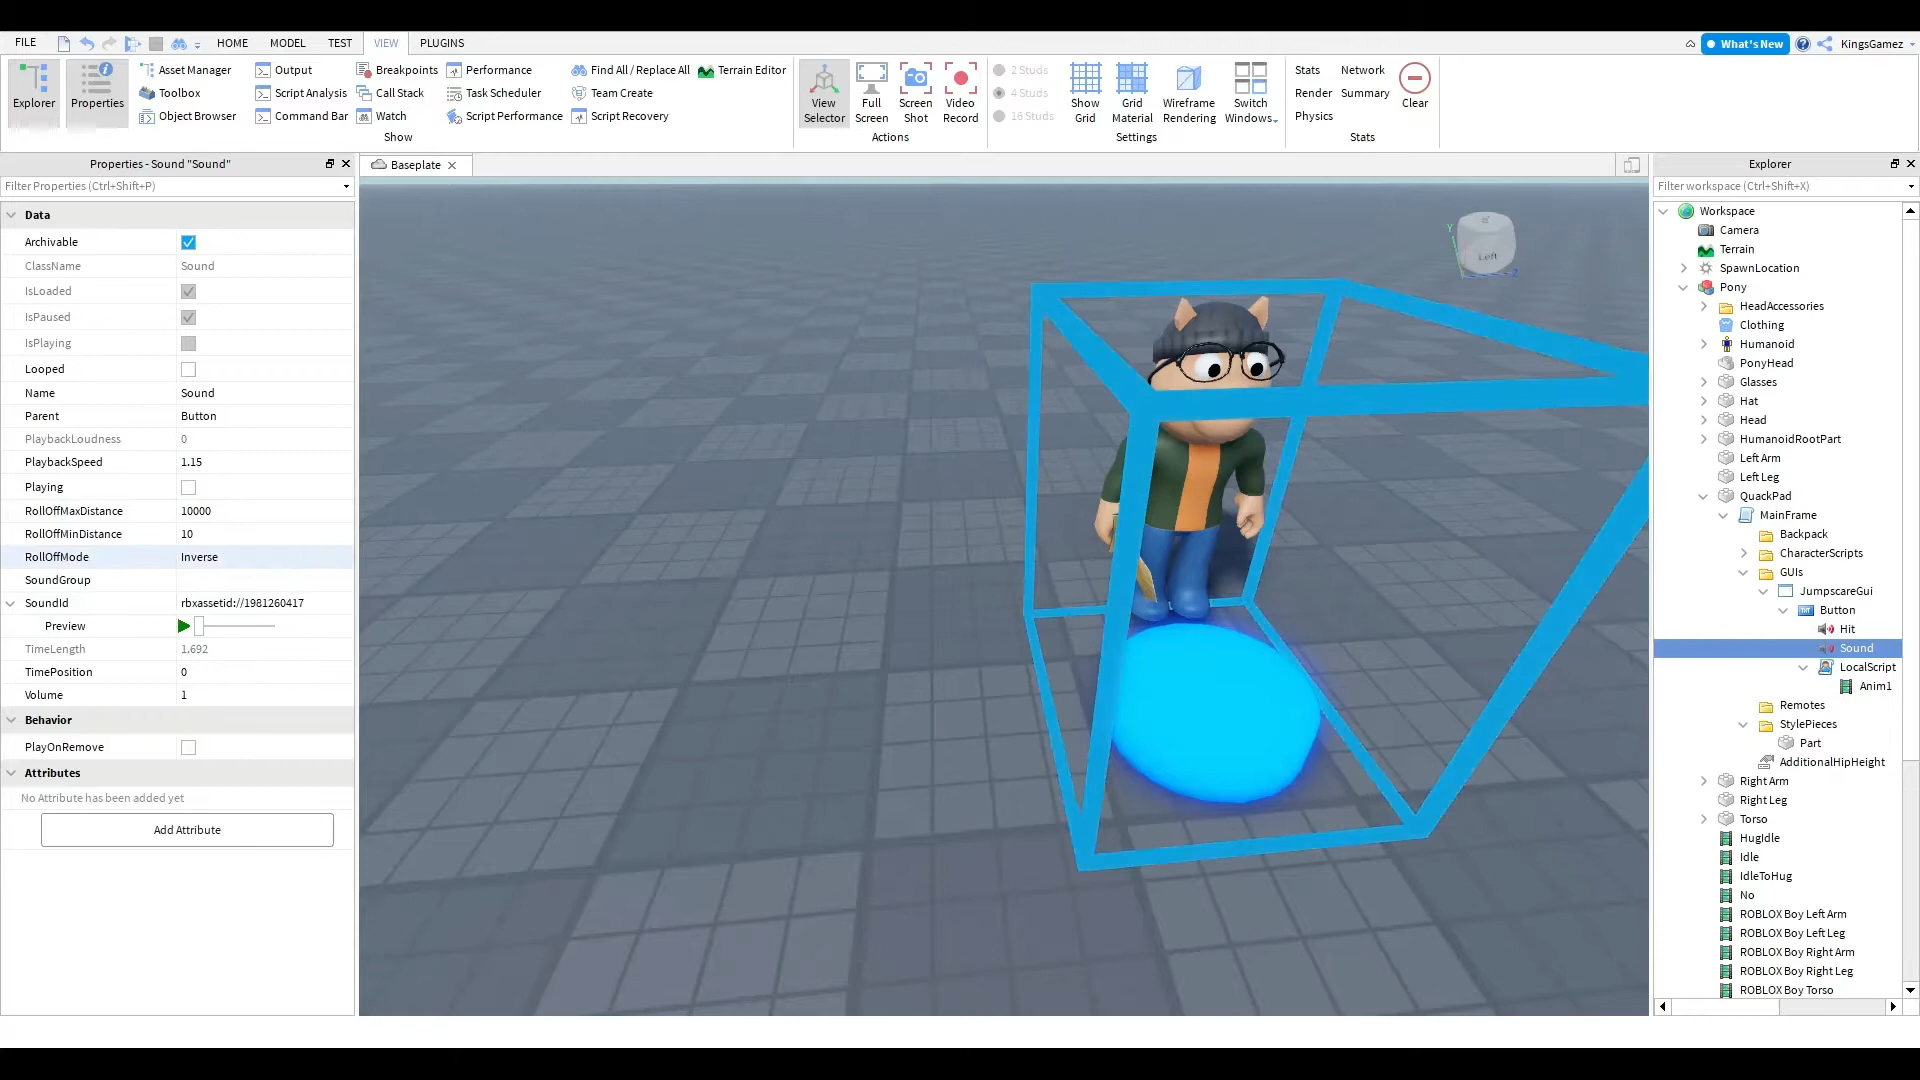 FILE HOME MODEL TEST VIEW PLUGINS What's New KingsGamez
Explorer
Properties
Asset Manager
Toolbox
Object Browser
Output
Script Analysis
Command Bar
Breakpoints
Call Stack
Watch
Performance
Task Scheduler
Script Performance
Find All / Replace All
Team Create
Script Recovery
Terrain Editor
Show
View
Selector
Full
Screen
Screen
Shot
Video
Record
Actions
2 Studs
4 Studs
16 Studs
Show
Grid
Grid
Material
Wireframe
Rendering
Switch
Windows
Settings
Stats
Render
Physics
Network
Summary
Clear
Stats
Properties - Sound "Sound"
Filter Properties (Ctrl+Shift+P)
Data
Archivable
ClassName Sound
IsLoaded
IsPaused
IsPlaying
Looped
Name Sound
Parent Button
PlaybackLoudness 0
PlaybackSpeed 1.15
Playing
RollOffMaxDistance 10000
RollOffMinDistance 10
RollOffMode Inverse
SoundGroup
SoundId rbxassetid://1981260417
Preview
TimeLength 1.692
TimePosition 0
Volume 1
Behavior
PlayOnRemove
Attributes
No Attribute has been added yet
Add Attribute
Baseplate
Y
Left
Z
Explorer
Filter workspace (Ctrl+Shift+X)
Workspace
Camera
Terrain
SpawnLocation
Pony
HeadAccessories
Clothing
Humanoid
PonyHead
Glasses
Hat
Head
HumanoidRootPart
Left Arm
Left Leg
QuackPad
MainFrame
Backpack
CharacterScripts
GUIs
JumpscareGui
Button
Hit
Sound
LocalScript
Anim1
Remotes
StylePieces
Part
AdditionalHipHeight
Right Arm
Right Leg
Torso
HugIdle
Idle
IdleToHug
No
ROBLOX Boy Left Arm
ROBLOX Boy Left Leg
ROBLOX Boy Right Arm
ROBLOX Boy Right Leg
ROBLOX Boy Torso